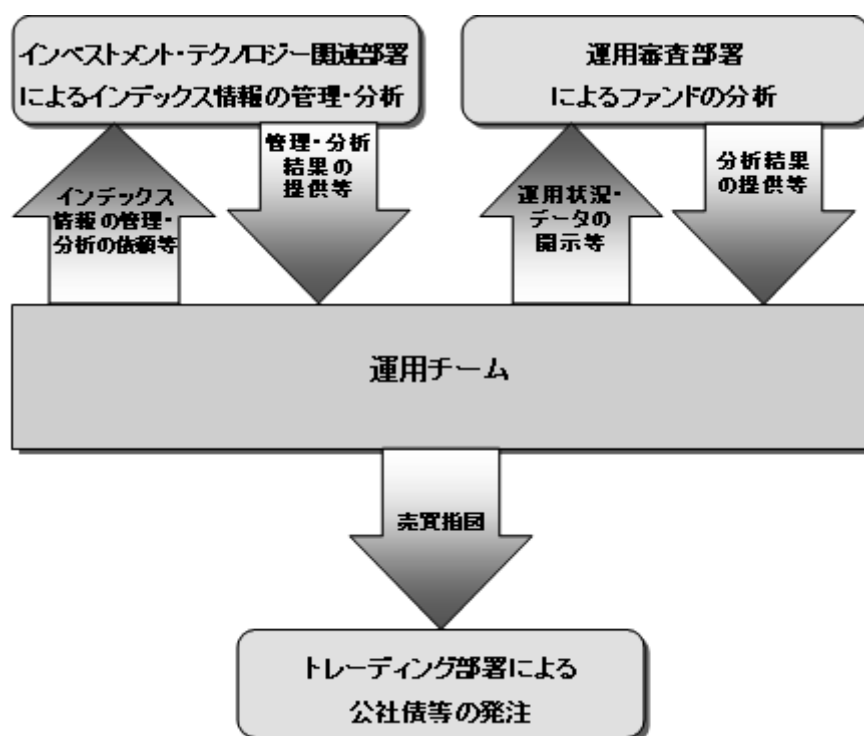 インベストメント・テクノロジー関連部署
によるインデックス情報の管理・分析
運用審査部署
によるファンドの分析
インデックス
情報の管理・
分析の依頼等
管理・分析
結果の
提供等
運用状況・
データの
開示等
分析結果
の提供等
運用チーム
売買指図
トレーディング部署による
公社債等の発注